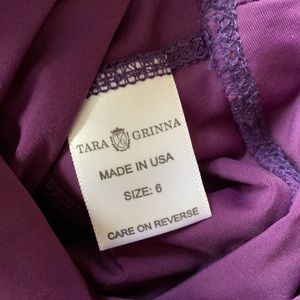 TARA GRINNA
MADE IN USA
SIZE: 6
CARE ON REVERSE